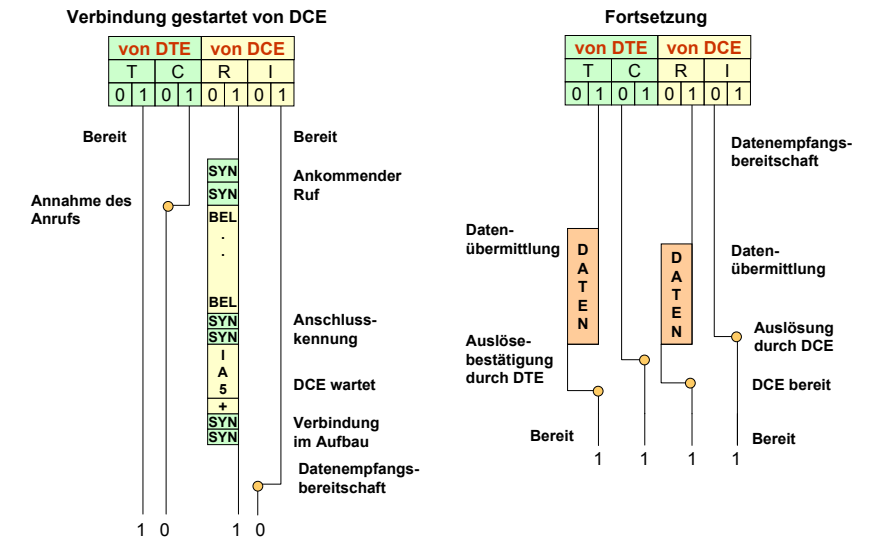 Verbindung gestartet von DCE
von DTE von DCE
T C R I
0 1 0 1 0 1 0 1
Bereit
Bereit
SYN
SYN
Ankommender
Ruf
Annahme des
Anrufs
BEL
.
.
BEL
SYN
SYN
Anschluss-
kennung
I
A
5
DCE wartet
+
SYN
SYN
Verbindung
im Aufbau
Datenempfangs-
bereitschaft
1 0 1 0
Fortsetzung
von DTE von DCE
T C R I
0 1 0 1 0 1 0 1
Datenempfangs-
bereitschaft
Daten-
übermittlung
D
A
T
E
N
D
A
T
E
N
Daten-
übermittlung
Auslösung
durch DCE
Auslöse-
bestätigung
durch DTE
DCE bereit
Bereit
Bereit
1 1 1 1